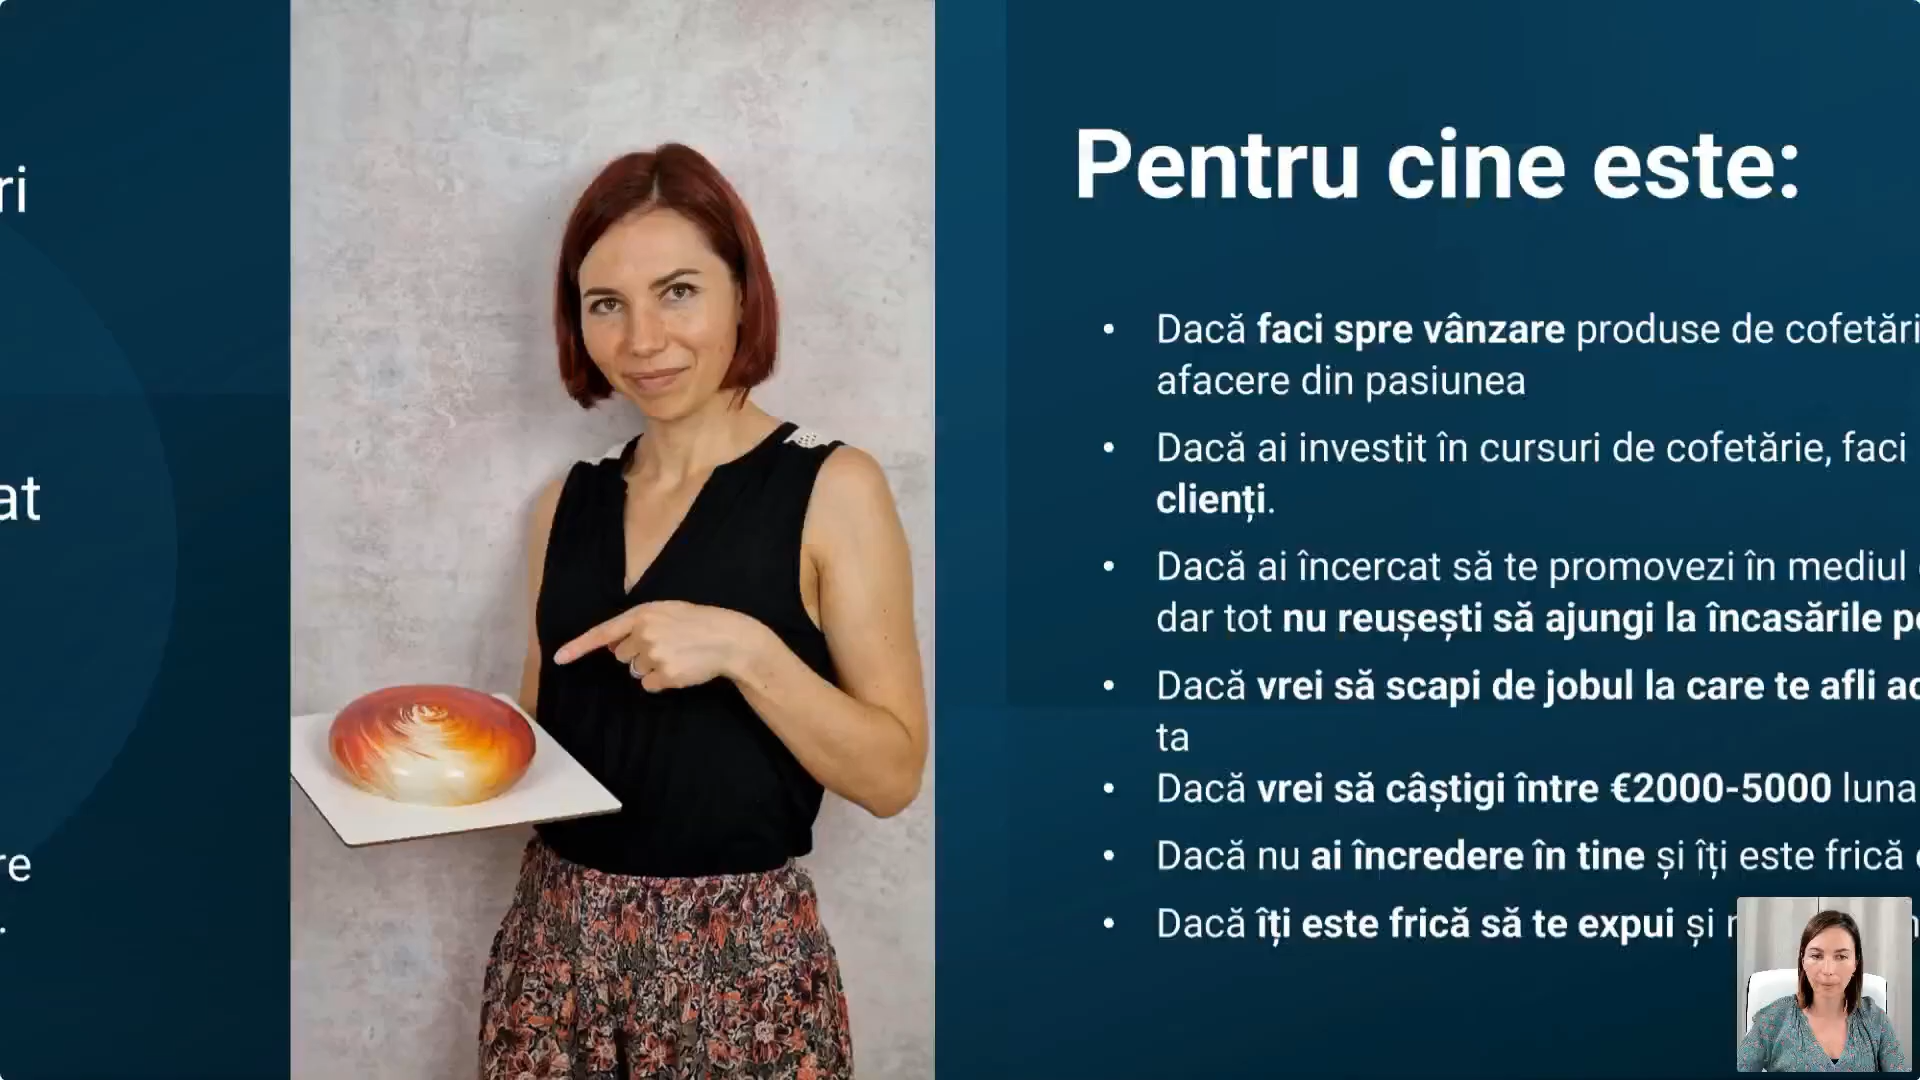 ri
at
re
Pentru cine este:
• Dacă faci spre vânzare produse de cofetări
afacere din pasiunea
• Dacă ai investit în cursuri de cofetărie, faci
clienți.
• Dacă ai încercat să te promovezi în mediul
dar tot nu reușești să ajungi la încasările
• Dacă vrei să scapi de jobul la care te afli
ta
• Dacă vrei să câștigi între €2000-5000 luna
• Dacă nu ai încredere în tine și îți este frică
• Dacă îți este frică să te expui și